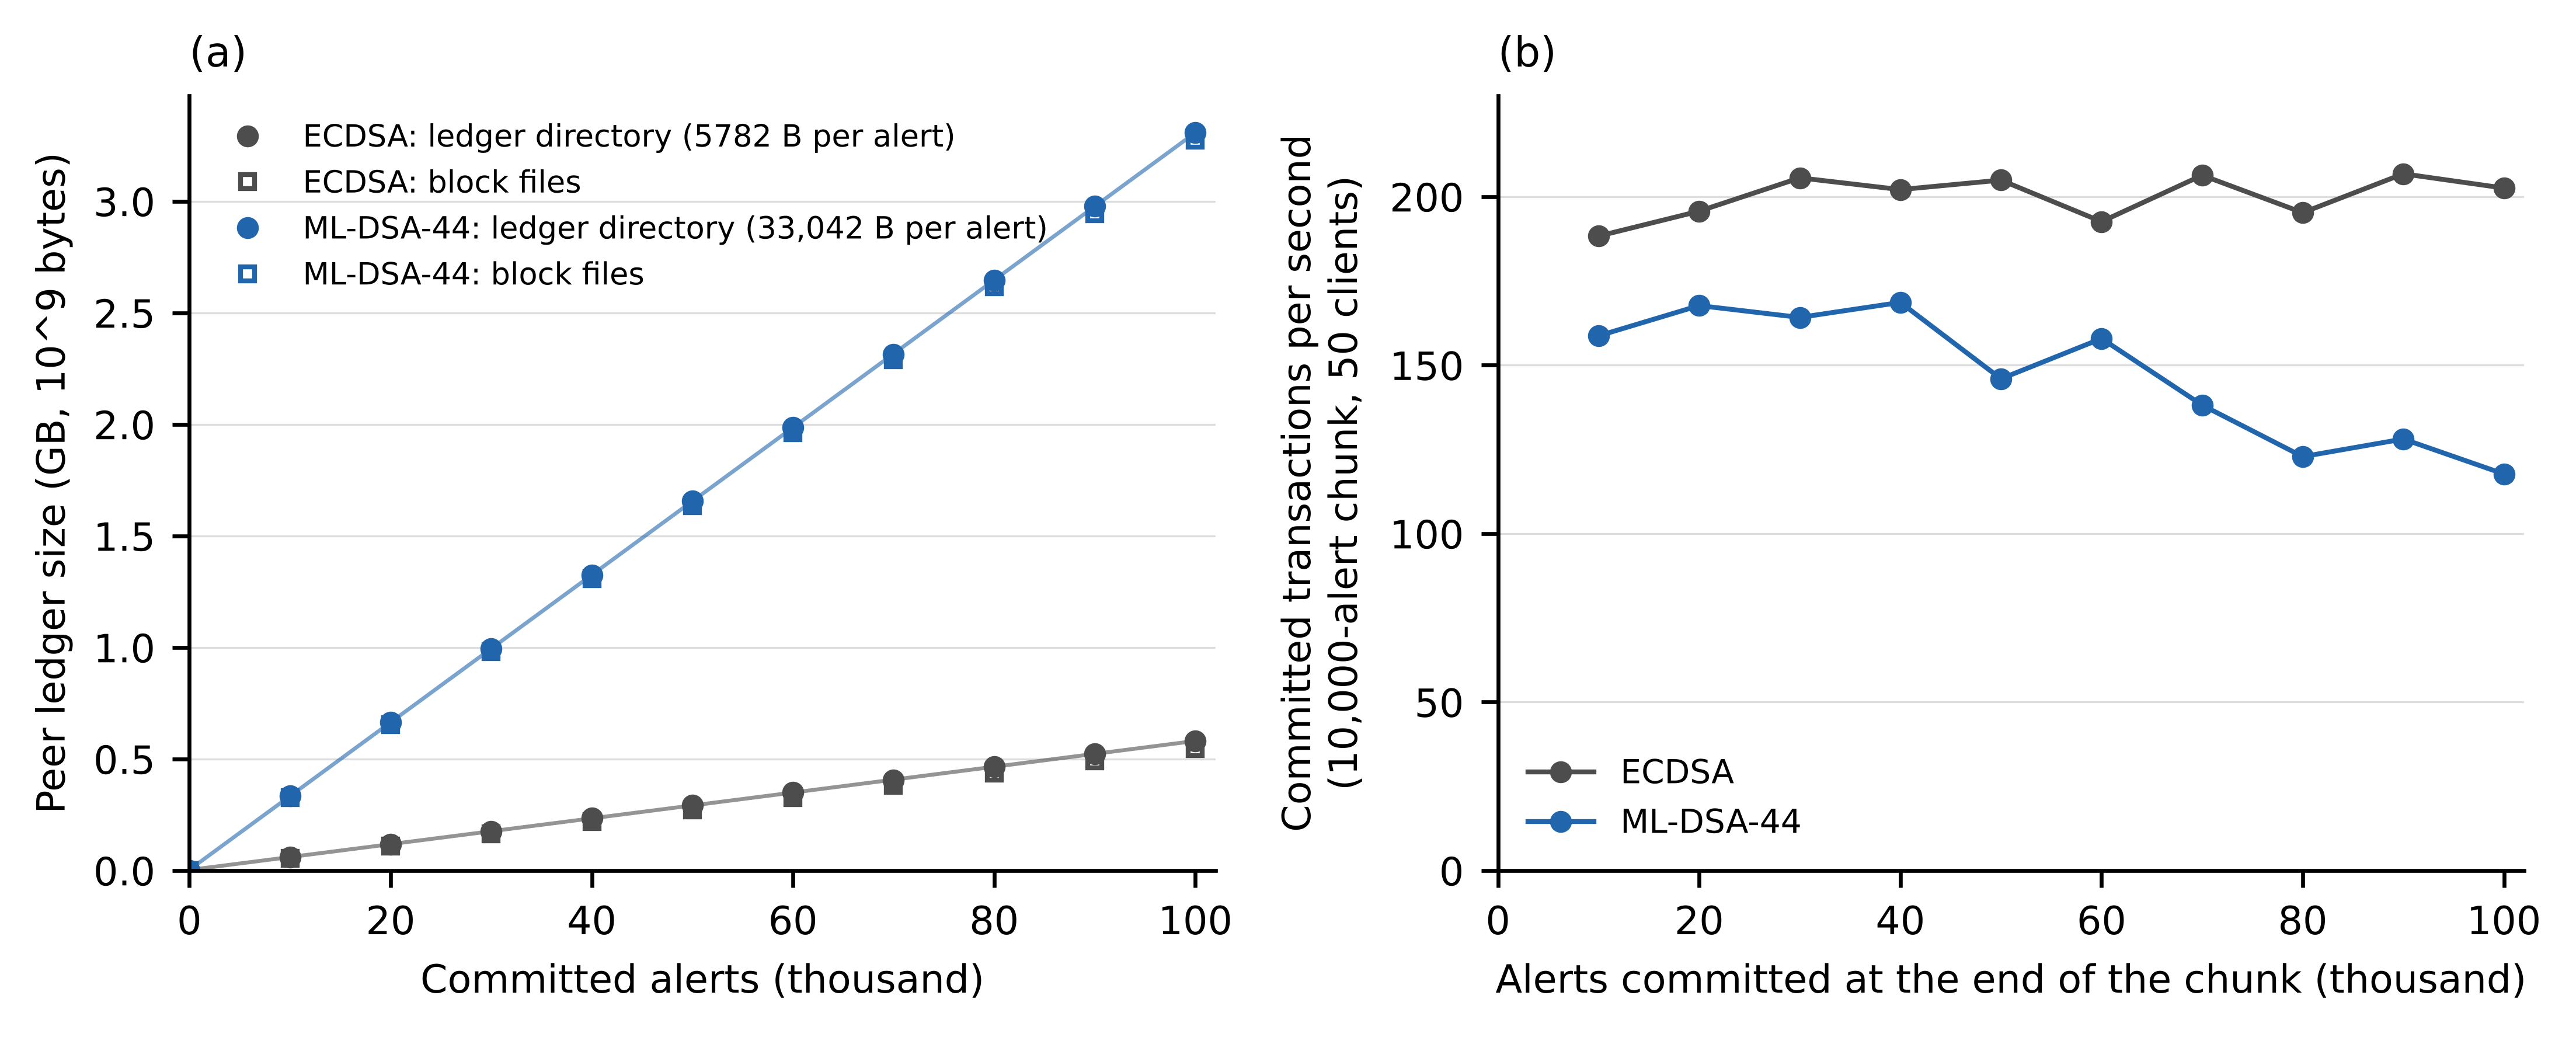 (a)
Peer ledger size (GB, 10^9 bytes)
3.0
2.5
2.0
1.5
1.0
0.5
0.0
ECDSA: ledger directory (5782 B per alert)
ECDSA: block files
ML-DSA-44: ledger directory (33,042 B per alert)
ML-DSA-44: block files
0 20 40 60 80 100
Committed alerts (thousand)
(b)
Committed transactions per second
(10,000-alert chunk, 50 clients)
200
150
100
50
0
ECDSA
ML-DSA-44
0 20 40 60 80 100
Alerts committed at the end of the chunk (thousand)